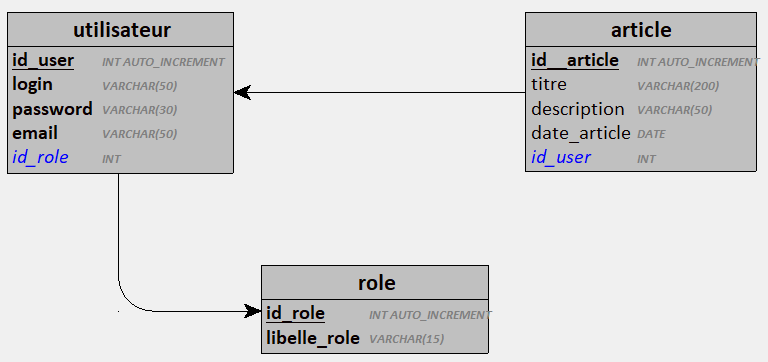 utilisateur
id_user INT AUTO_INCREMENT
login VARCHAR(50)
password VARCHAR(30)
email VARCHAR(50)
id_role INT
article
id__article INT AUTO_INCREMENT
titre VARCHAR(200)
description VARCHAR(50)
date_article DATE
id_user INT
role
id_role INT AUTO_INCREMENT
libelle_role VARCHAR(15)